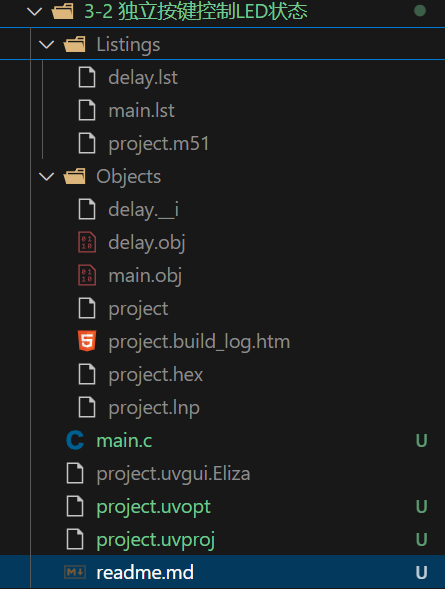 3-2 独立按键控制LED状态
Listings
delay.lst
main.lst
project.m51
Objects
delay.__i
delay.obj
main.obj
project
project.build_log.htm
project.hex
project.lnp
main.c U
project.uvgui.Eliza
project.uvopt U
project.uvproj U
readme.md U